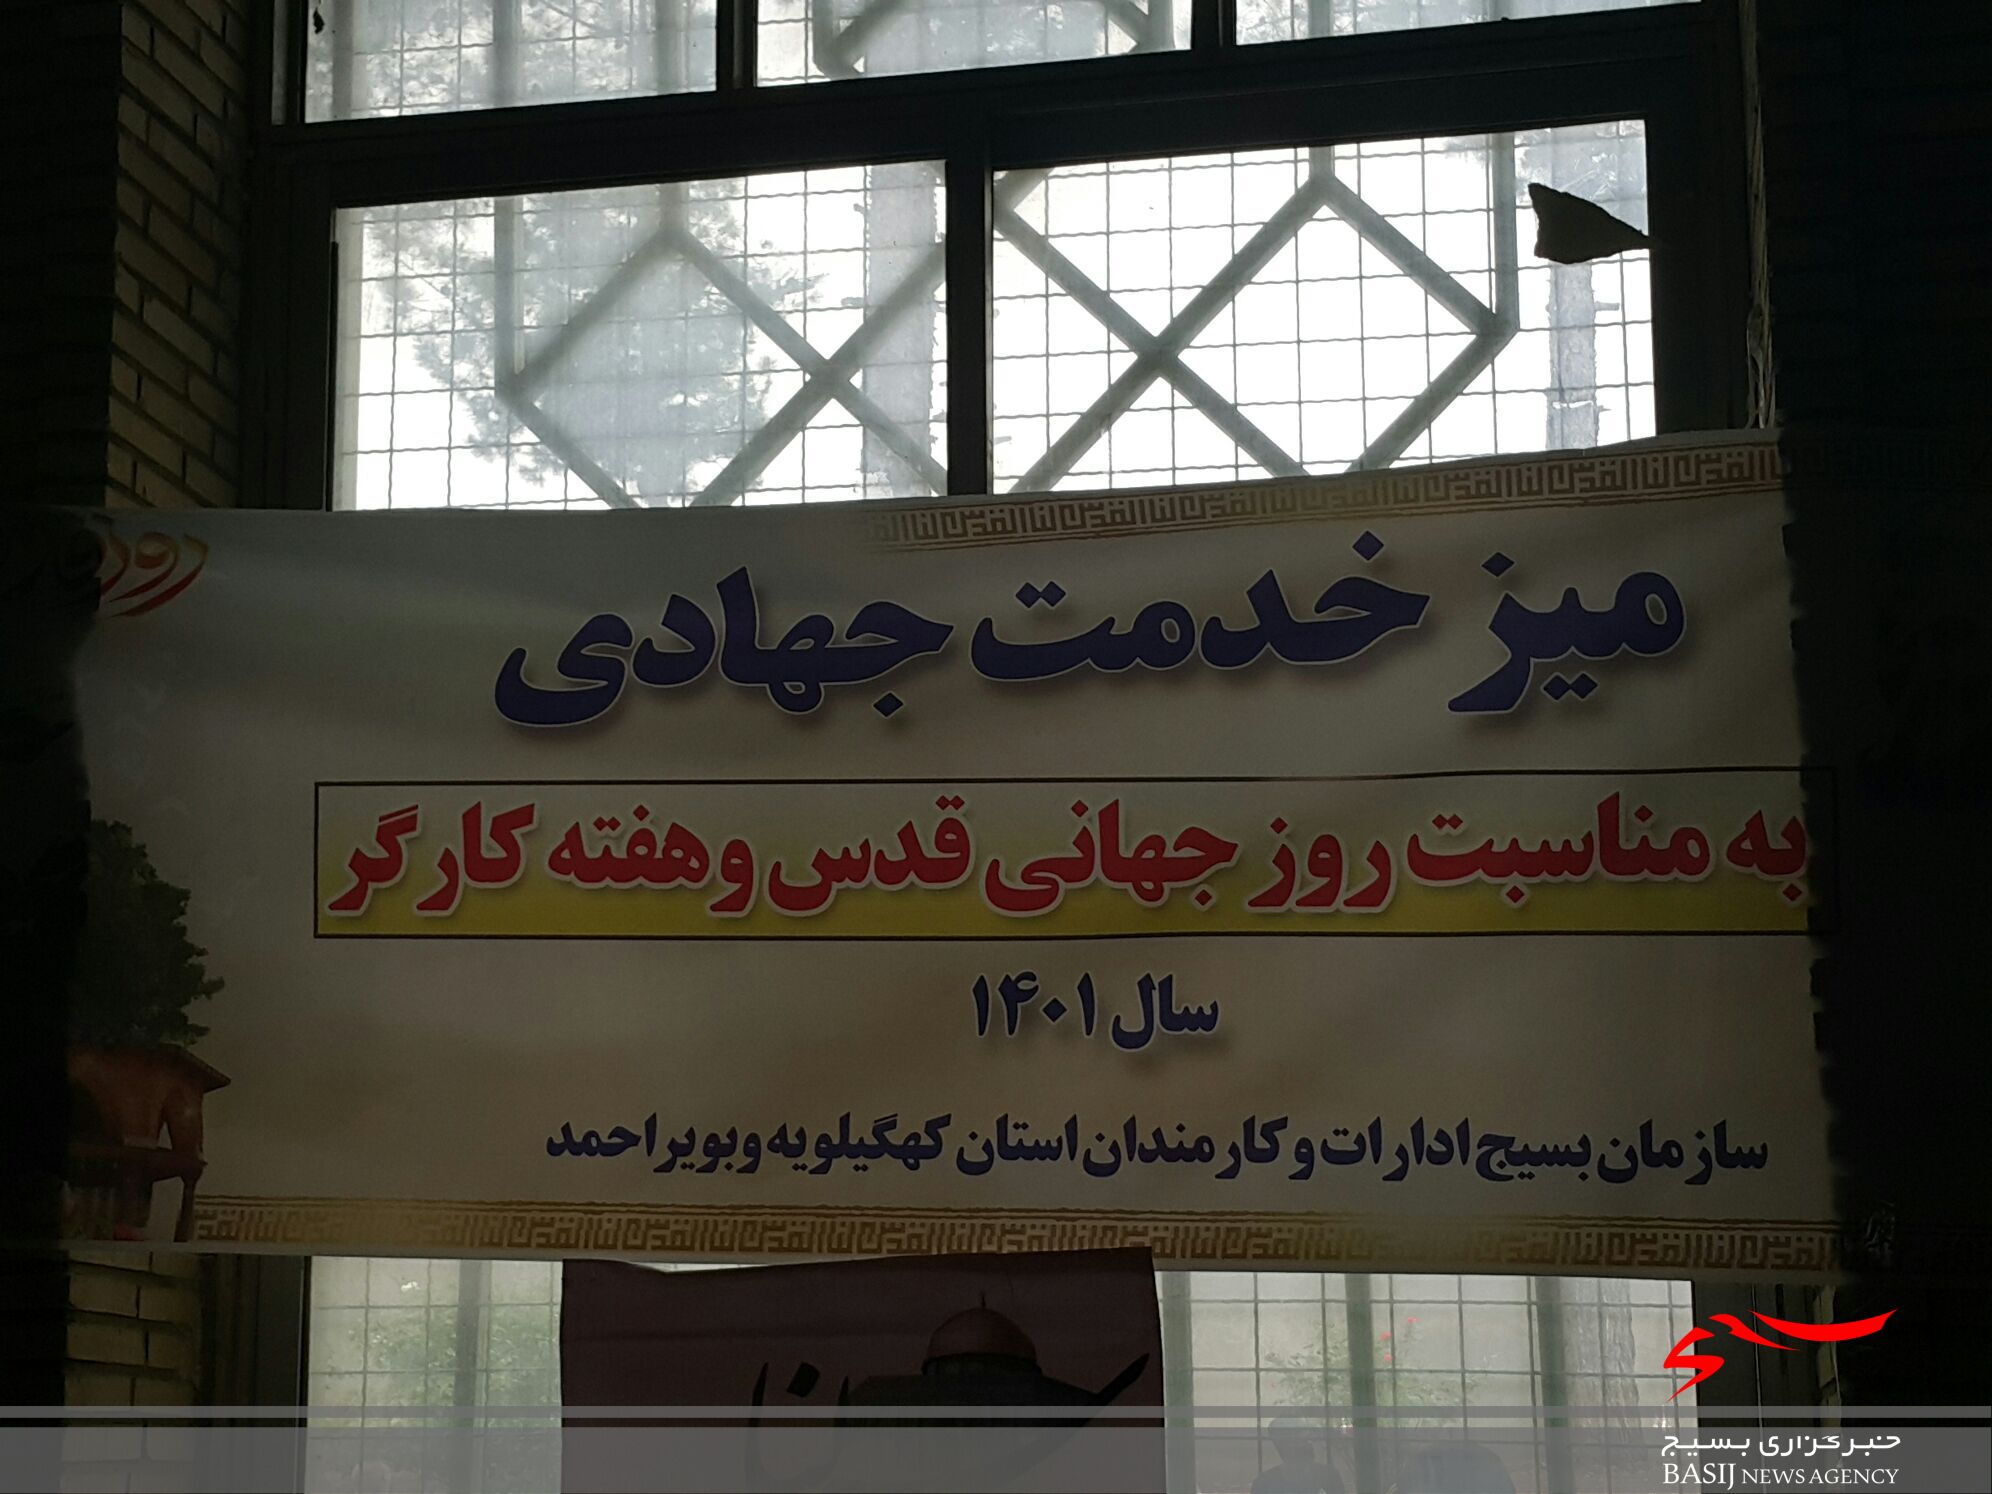 روز
میز خدمت جهادی
به مناسبت روز جهانی قدس و هفته کارگر
سال ۱۴۰۱
سازمان بسیج ادارات و کارمندان استان کهگیلویه و بویراحمد
خبرگزاری بسیج
BASIJ NEWS AGENCY